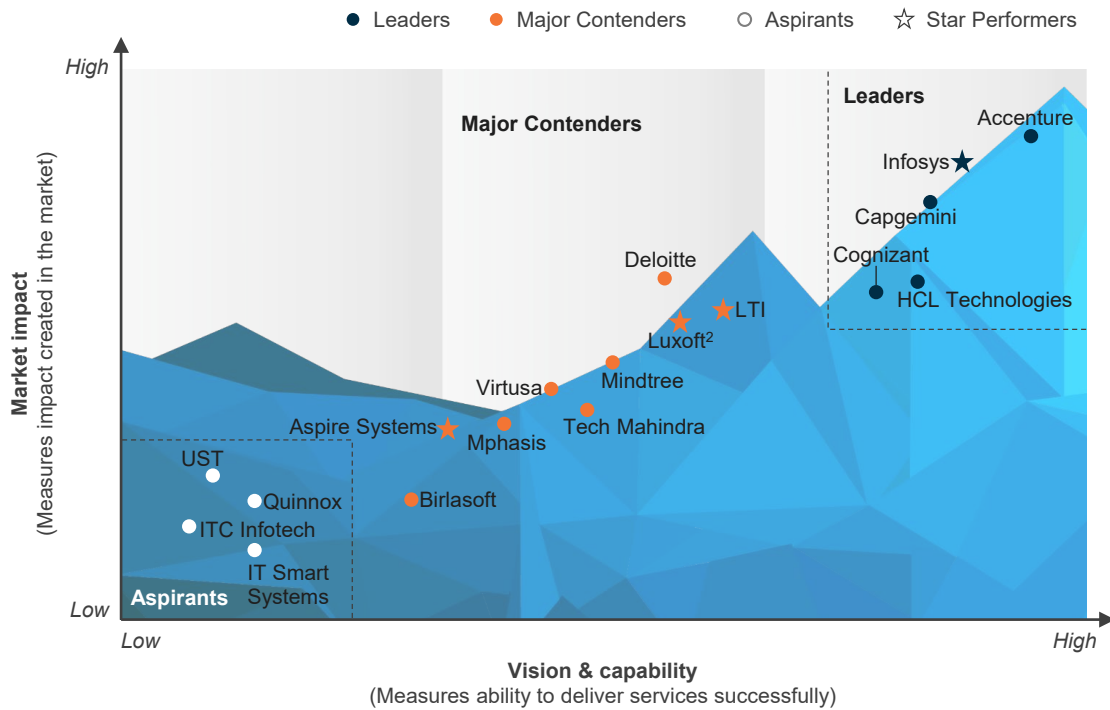 Leaders
Major Contenders
Aspirants
Star Performers
High
Leaders
Major Contenders
Accenture
Infosys
Capgemini
Cognizant
HCL Technologies
Deloitte
LTI
Luxoft²
Mindtree
Virtusa
Tech Mahindra
Aspire Systems
Mphasis
UST
Quinnox
Birlasoft
ITC Infotech
IT Smart
Systems
Aspirants
Market impact
(Measures impact created in the market)
Low
Low
High
Vision & capability
(Measures ability to deliver services successfully)